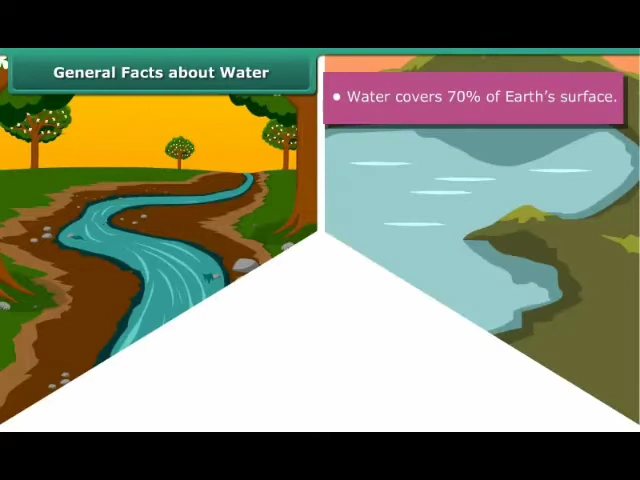 General Facts about Water
• Water covers 70% of Earth's surface.